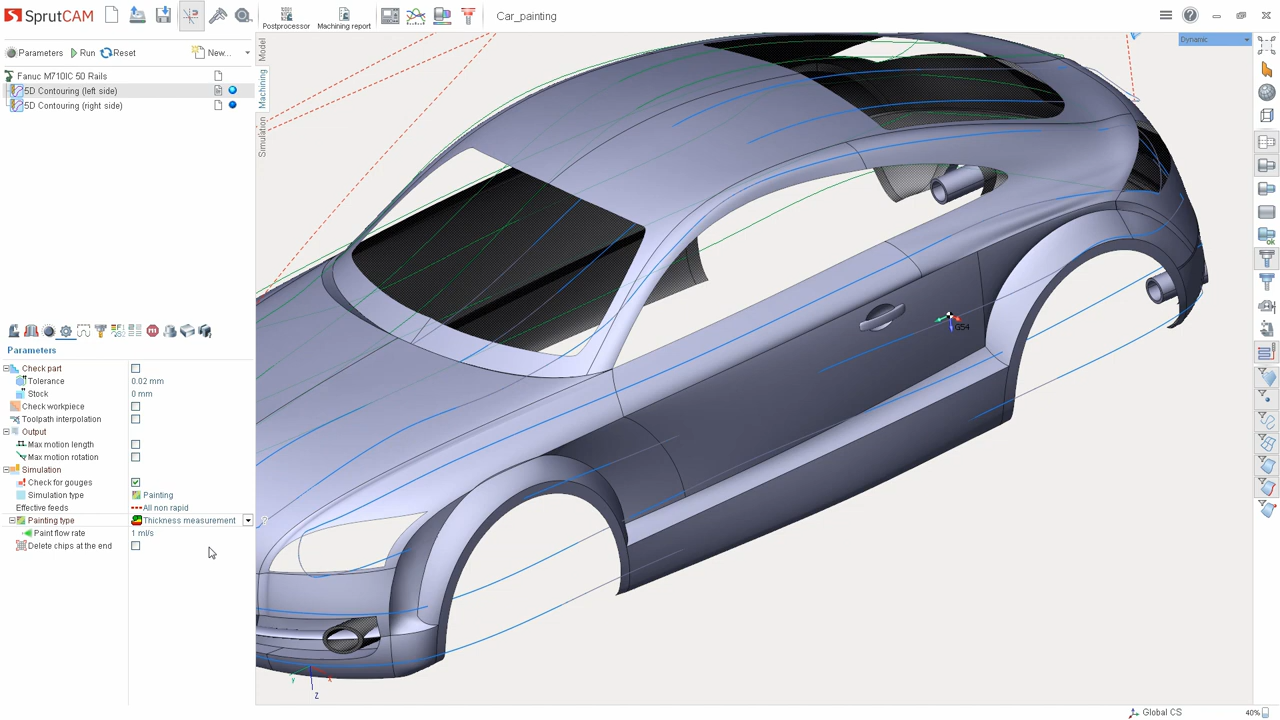 SprutCAM
Postprocessor
Machining report
Car_painting
Parameters
Run
Reset
New...
Dynamic
Model
Machining
Simulation
Fanuc M710IC 50 Rails
5D Contouring (left side)
5D Contouring (right side)
G54
Parameters
Check part
Tolerance 0.02 mm
Stock 0 mm
Check workpiece
Toolpath interpolation
Output
Max motion length
Max motion rotation
Simulation
Check for gouges
Simulation type Painting
Effective feeds All non rapid
Painting type Thickness measurement
Paint flow rate 1 ml/s
Delete chips at the end
y x
Z
Global CS
40%